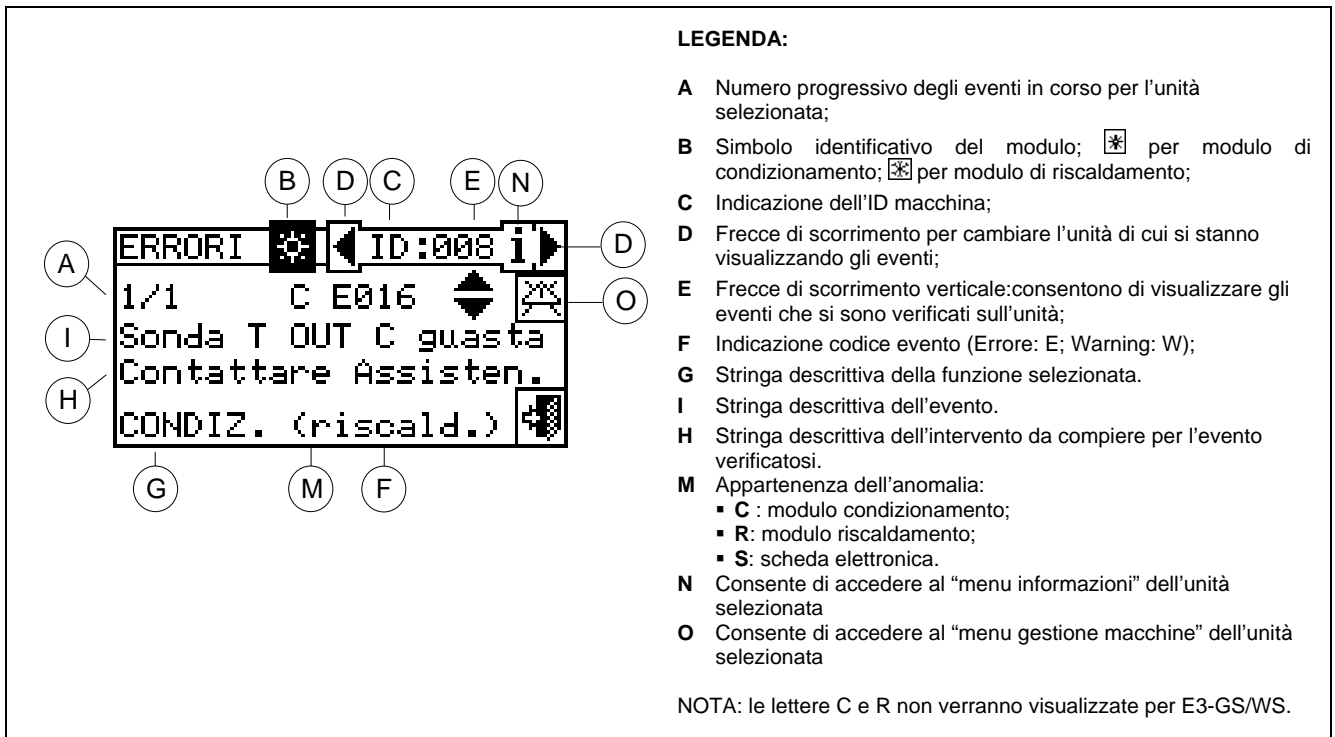 B D C E N
ERRORI ID:008 i D
A
1/1 C E016 O
I Sonda T OUT C guasta
H Contattare Assisten.
CONDIZ. (riscald.)
G M F
LEGENDA:
A Numero progressivo degli eventi in corso per l'unità
selezionata;
B Simbolo identificativo del modulo; per modulo di
condizionamento; per modulo di riscaldamento;
C Indicazione dell'ID macchina;
D Frecce di scorrimento per cambiare l'unità di cui si stanno
visualizzando gli eventi;
E Frecce di scorrimento verticale:consentono di visualizzare gli
eventi che si sono verificati sull'unità;
F Indicazione codice evento (Errore: E; Warning: W);
G Stringa descrittiva della funzione selezionata.
I Stringa descrittiva dell'evento.
H Stringa descrittiva dell'intervento da compiere per l'evento
verificatosi.
M Appartenenza dell'anomalia:
▪ C : modulo condizionamento;
▪ R: modulo riscaldamento;
▪ S: scheda elettronica.
N Consente di accedere al "menu informazioni" dell'unità
selezionata
O Consente di accedere al "menu gestione macchine" dell'unità
selezionata
NOTA: le lettere C e R non verranno visualizzate per E3-GS/WS.